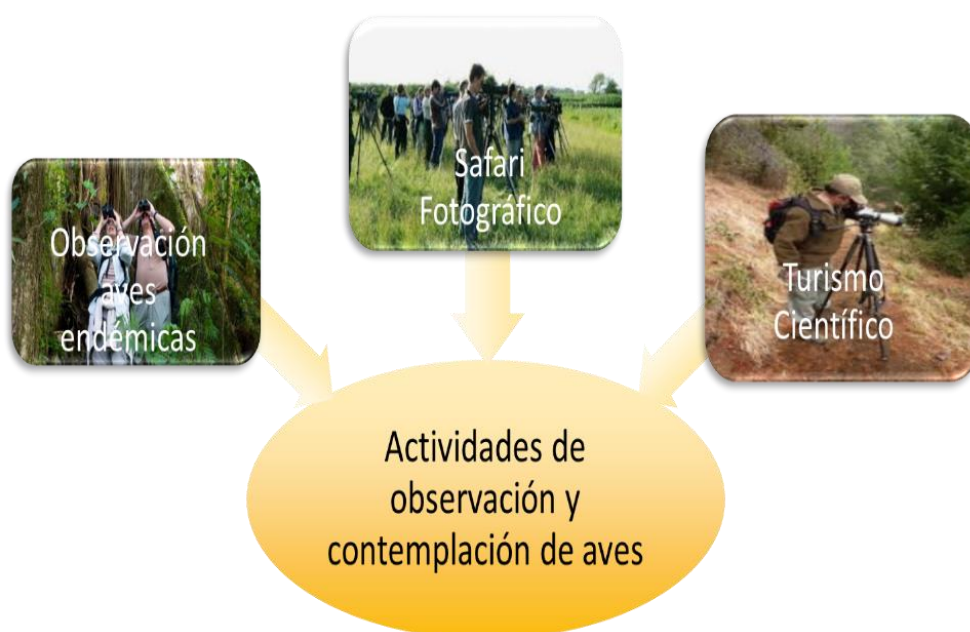 Safari
Fotográfico
Observación
aves
endémicas
Turismo
Científico
Actividades de
observación y
contemplación de aves